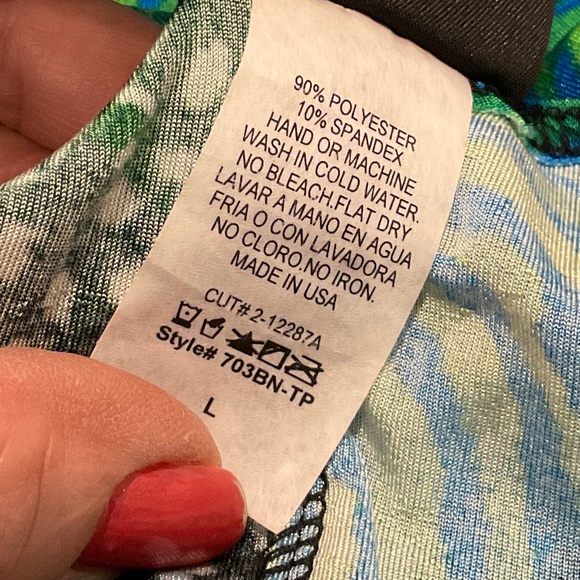 90% POLYESTER
10% SPANDEX
HAND OR MACHINE
WASH IN COLD WATER.
NO BLEACH.FLAT DRY
LAVAR A MANO EN AGUA
FRIA O CON LAVADORA
NO CLORO.NO IRON.
MADE IN USA
CUT# 2-12287A
Style# 703BN-TP
L